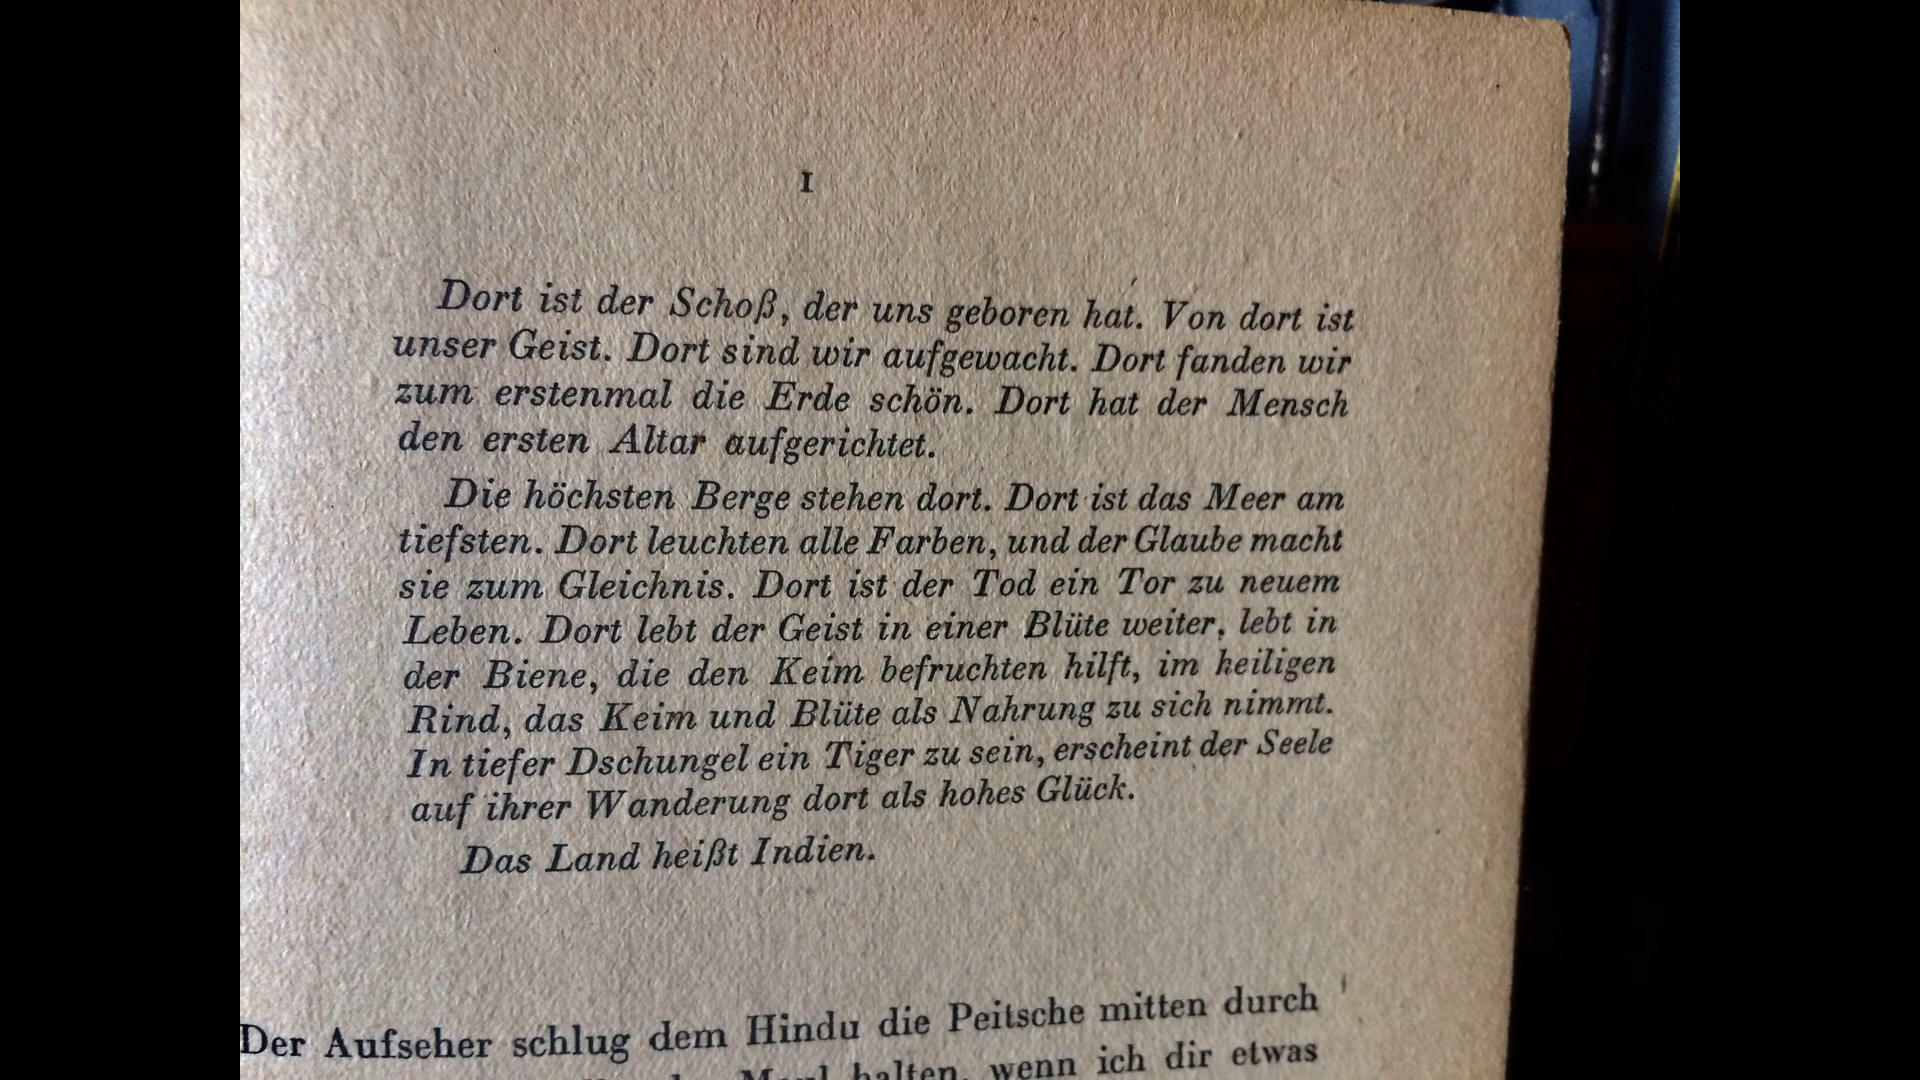 I
Dort ist der Schoß, der uns geboren hat. Von dort ist
unser Geist. Dort sind wir aufgewacht. Dort fanden wir
zum erstenmal die Erde schön. Dort hat der Mensch
den ersten Altar aufgerichtet.
Die höchsten Berge stehen dort. Dort ist das Meer am
tiefsten. Dort leuchten alle Farben, und der Glaube macht
sie zum Gleichnis. Dort ist der Tod ein Tor zu neuem
Leben. Dort lebt der Geist in einer Blüte weiter, lebt in
der Biene, die den Keim befruchten hilft, im heiligen
Rind, das Keim und Blüte als Nahrung zu sich nimmt.
In tiefer Dschungel ein Tiger zu sein, erscheint der Seele
auf ihrer Wanderung dort als hohes Glück.
Das Land heißt Indien.
Der Aufseher schlug dem Hindu die Peitsche mitten durch
Maul halten, wenn ich dir etwas